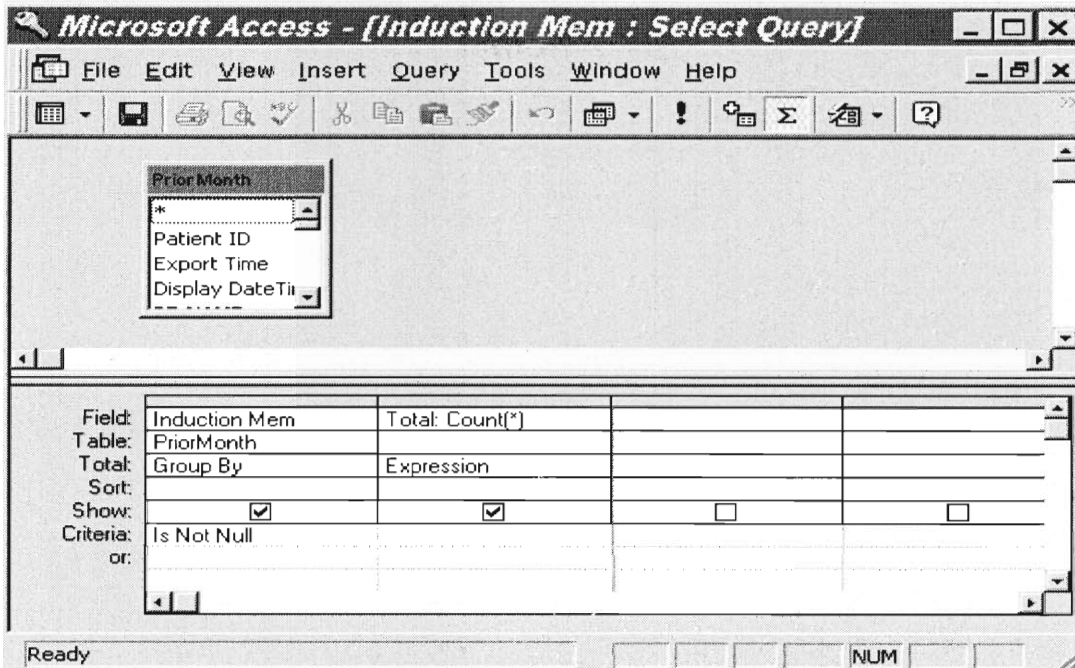 Microsoft Access - [Induction Mem : Select Query]
File Edit View Insert Query Tools Window Help
PriorMonth
*
Patient ID
Export Time
Display DateTi
Field: Induction Mem Total: Count(*)
Table: PriorMonth
Total: Group By Expression
Sort:
Show:
Criteria: Is Not Null
or:
Ready NUM